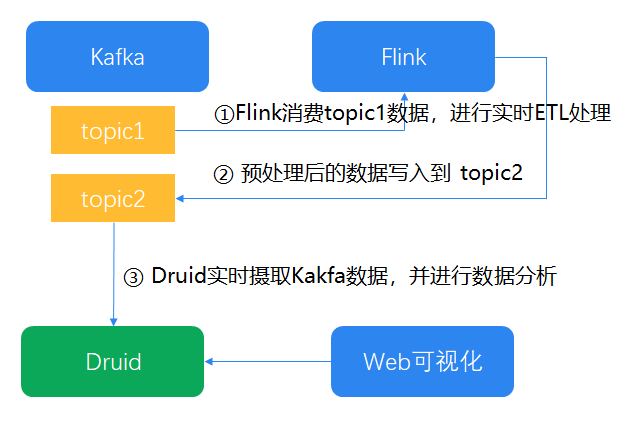 Kafka
Flink
topic1
①Flink消费topic1数据，进行实时ETL处理
topic2
② 预处理后的数据写入到 topic2
③ Druid实时摄取Kakfa数据，并进行数据分析
Druid
Web可视化